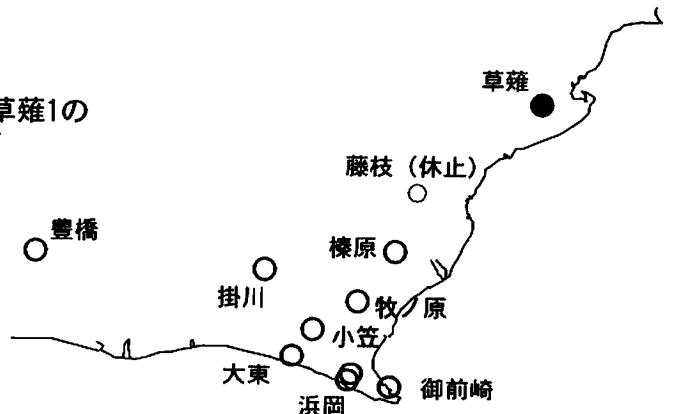 草薙
草薙1の
藤枝（休止）
豊橋
榛原
掛川
牧ノ原
小笠
大東
御前崎
浜岡